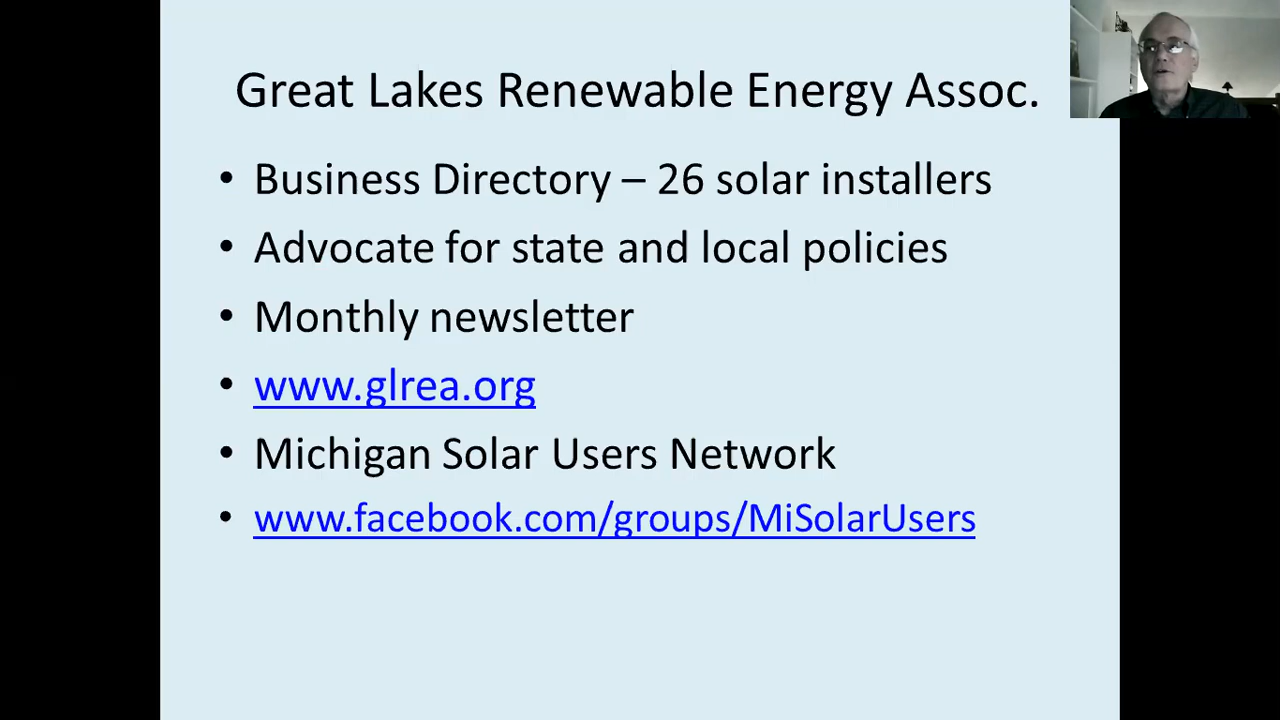 Great Lakes Renewable Energy Assoc.
• Business Directory – 26 solar installers
• Advocate for state and local policies
• Monthly newsletter
• www.glrea.org
• Michigan Solar Users Network
• www.facebook.com/groups/MiSolarUsers